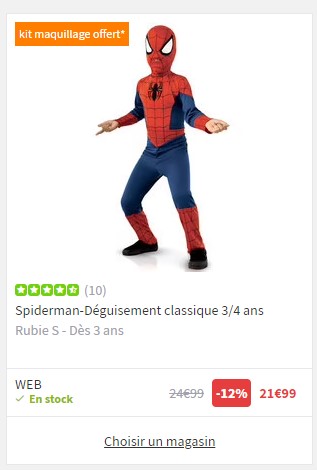 kit maquillage offert*
(10)
Spiderman-Déguisement classique 3/4 ans
Rubie S - Dès 3 ans
WEB
24€99 -12% 21€99
✓ En stock
Choisir un magasin